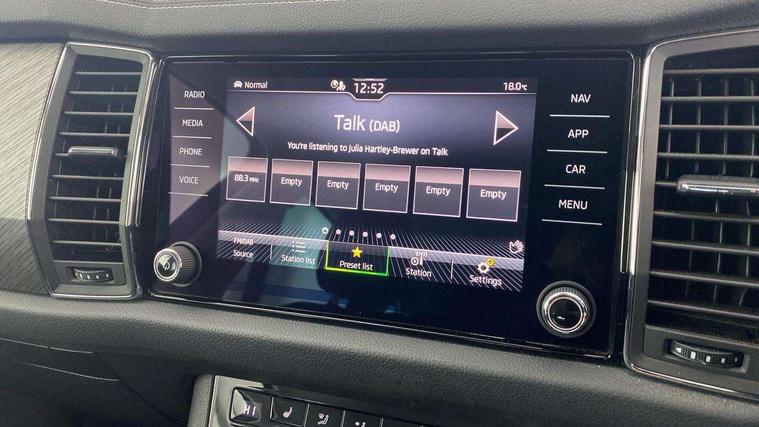 RADIO
MEDIA
PHONE
VOICE
Normal 12:52 18.0°C
Talk (DAB)
You're listening to Julia Hartley-Brewer on Talk
88.3 MHz Empty Empty Empty Empty Empty
FM/DAB
Source
Station list
Preset list
Station
Settings
NAV
APP
CAR
MENU
HI